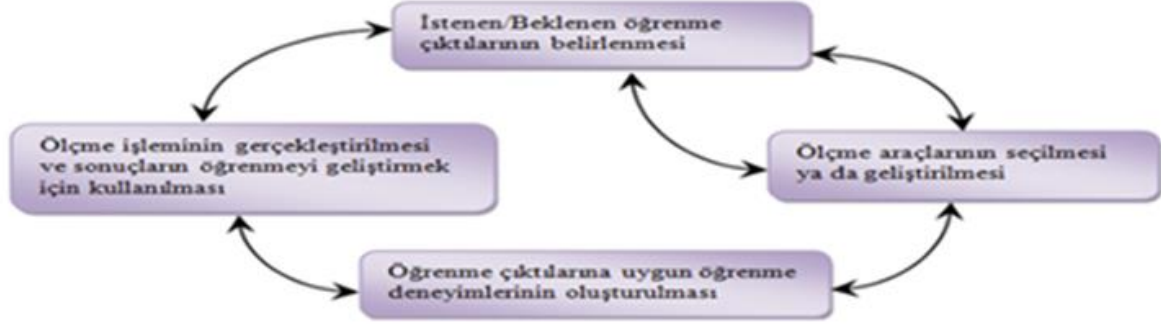 İstenen/Beklenen öğrenme
çıktılarının belirlenmesi
Ölçme işleminin gerçekleştirilmesi
ve sonuçların öğrenmeyi geliştirmek
için kullanılması
Ölçme araçlarının seçilmesi
ya da geliştirilmesi
Öğrenme çıktılarına uygun öğrenme
deneyimlerinin oluşturulması